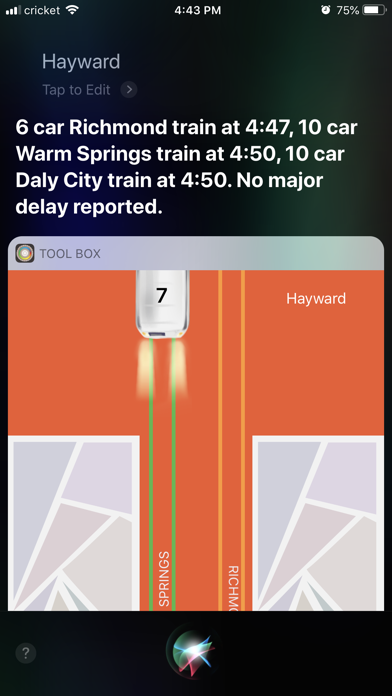 cricket 4:43 PM 75%
Hayward
Tap to Edit
6 car Richmond train at 4:47, 10 car
Warm Springs train at 4:50, 10 car
Daly City train at 4:50. No major
delay reported.
TOOL BOX
7
Hayward
SPRINGS
RICHMO
?